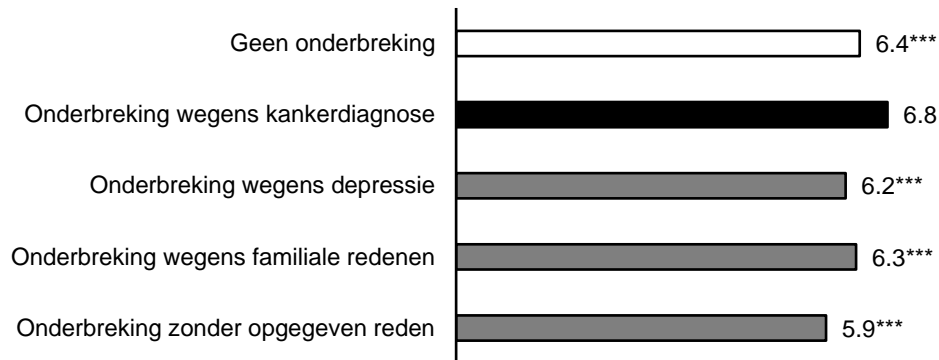 Geen onderbreking 6.4***
Onderbreking wegens kankerdiagnose 6.8
Onderbreking wegens depressie 6.2***
Onderbreking wegens familiale redenen 6.3***
Onderbreking zonder opgegeven reden 5.9***